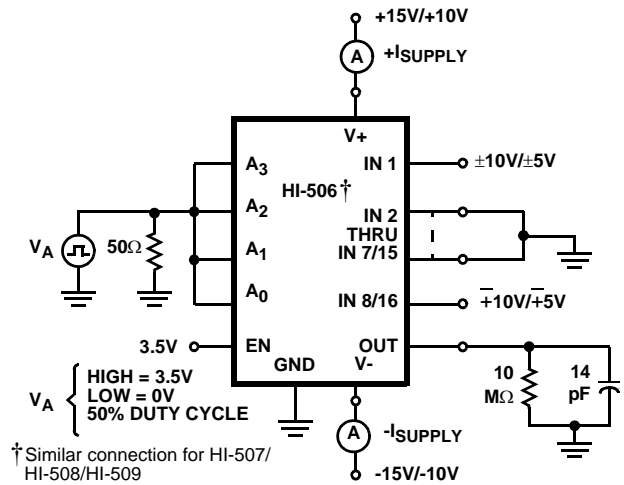 +15V/+10V
A
+ISUPPLY
V+
A3
IN 1
±10V/±5V
HI-506†
A2
IN 2
THRU
VA
50Ω
A1
IN 7/15
A0
IN 8/16
∓10V/∓5V
3.5V
EN
OUT
GND
V-
10
MΩ
14
pF
VA
HIGH = 3.5V
LOW = 0V
50% DUTY CYCLE
A
-ISUPPLY
†Similar connection for HI-507/
HI-508/HI-509
-15V/-10V